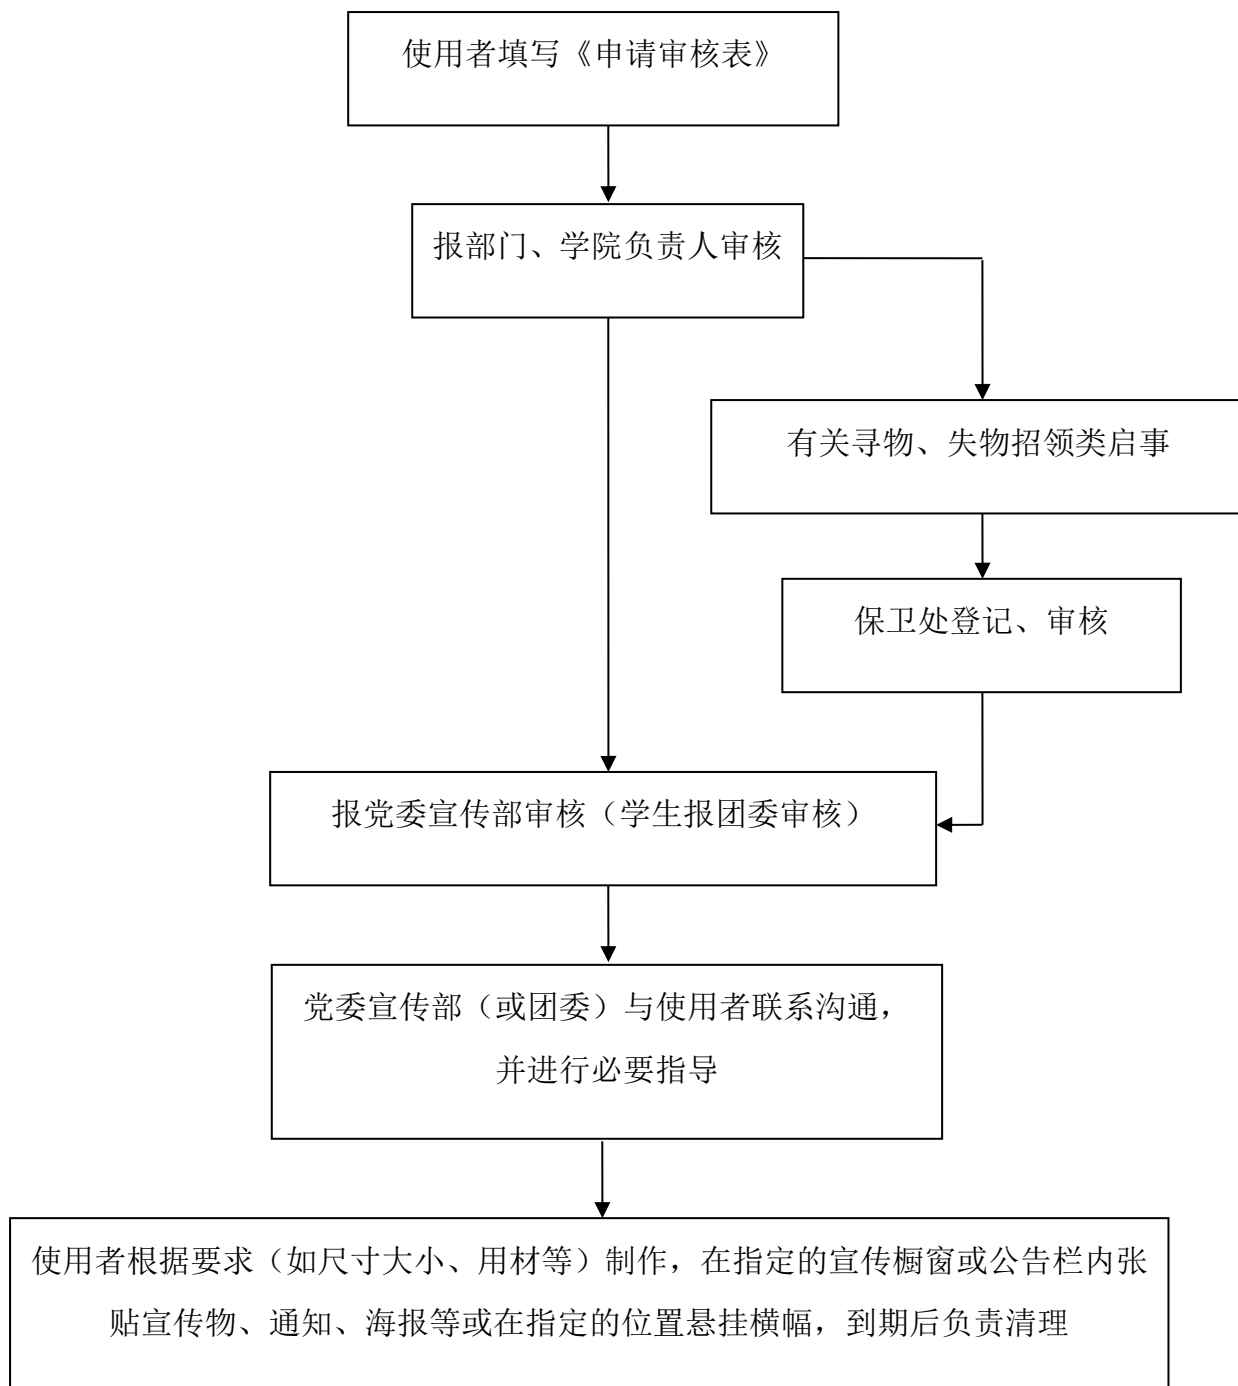 使用者填写《申请审核表》
报部门、学院负责人审核
有关寻物、失物招领类启事
保卫处登记、审核
报党委宣传部审核（学生报团委审核）
党委宣传部（或团委）与使用者联系沟通，
并进行必要指导
使用者根据要求（如尺寸大小、用材等）制作，在指定的宣传橱窗或公告栏内张
贴宣传物、通知、海报等或在指定的位置悬挂横幅，到期后负责清理